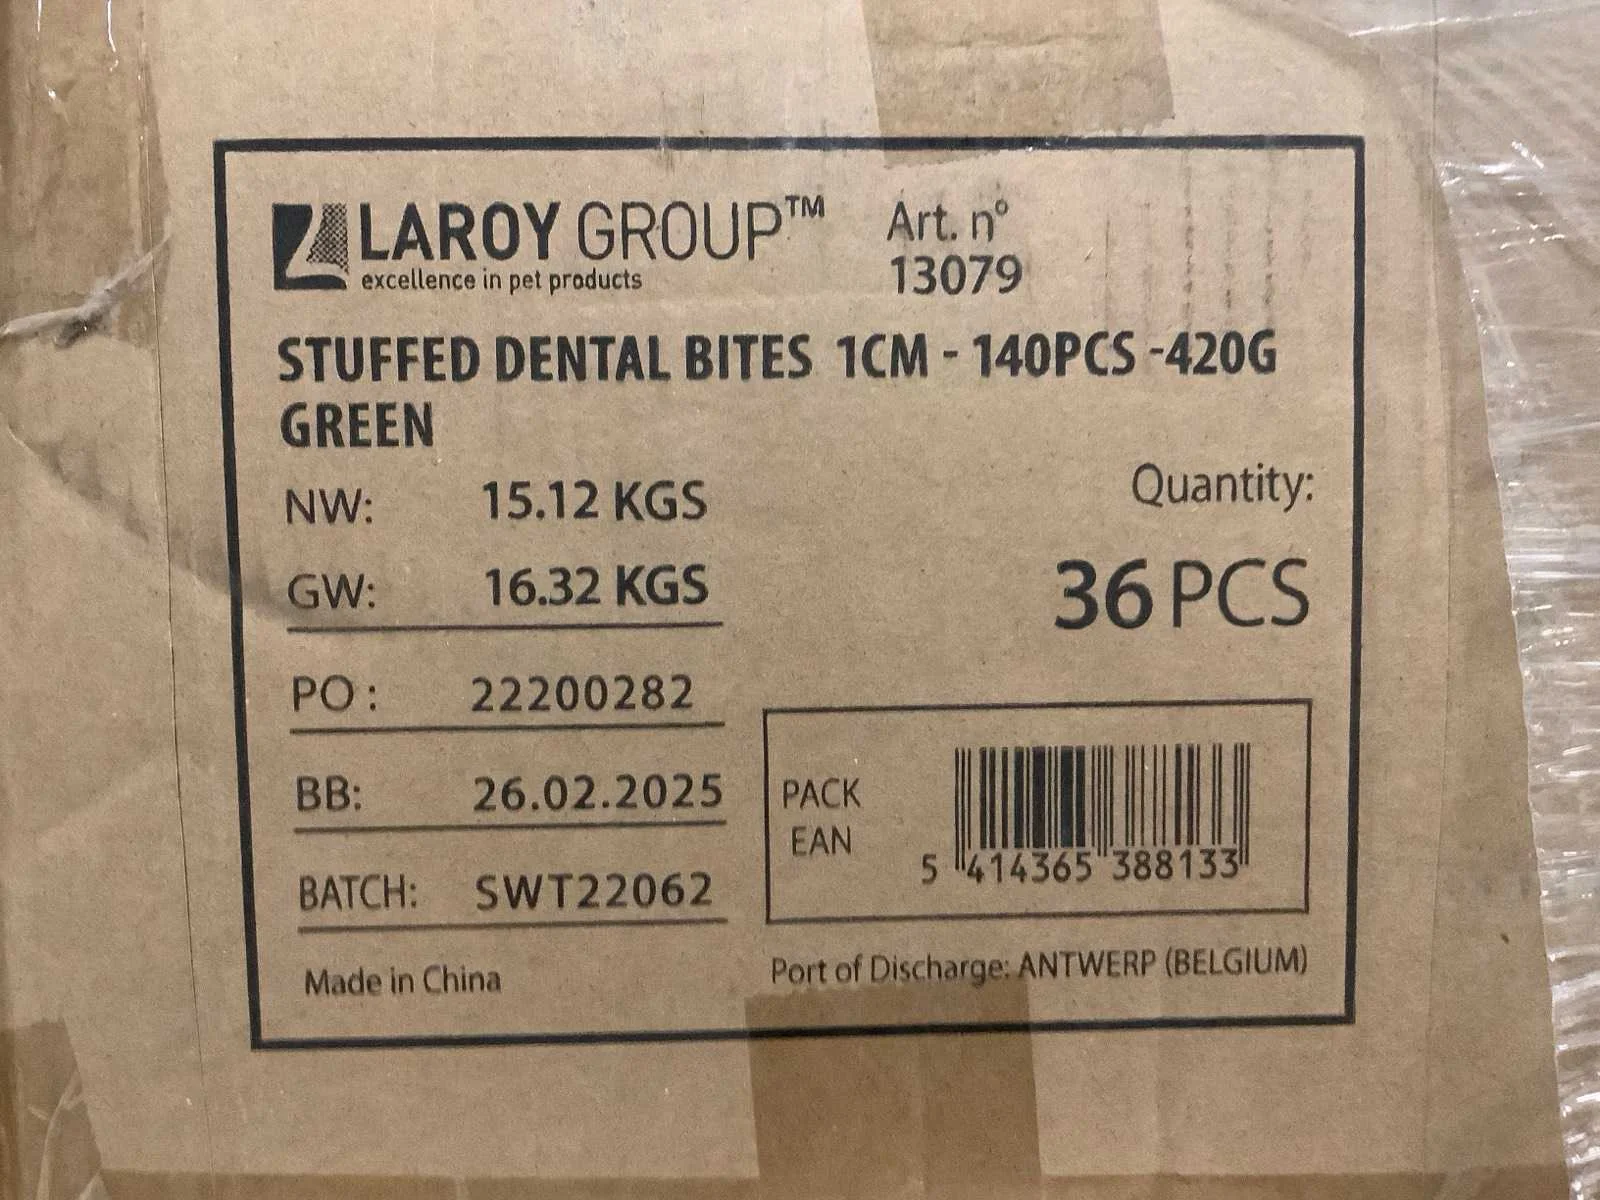 LAROY GROUP™
excellence in pet products
Art. n°
13079
STUFFED DENTAL BITES 1CM - 140PCS -420G
GREEN
NW: 15.12 KGS
GW: 16.32 KGS
Quantity:
36 PCS
PO : 22200282
BB: 26.02.2025
BATCH: SWT22062
PACK
EAN
5 414365 388133
Made in China
Port of Discharge: ANTWERP (BELGIUM)